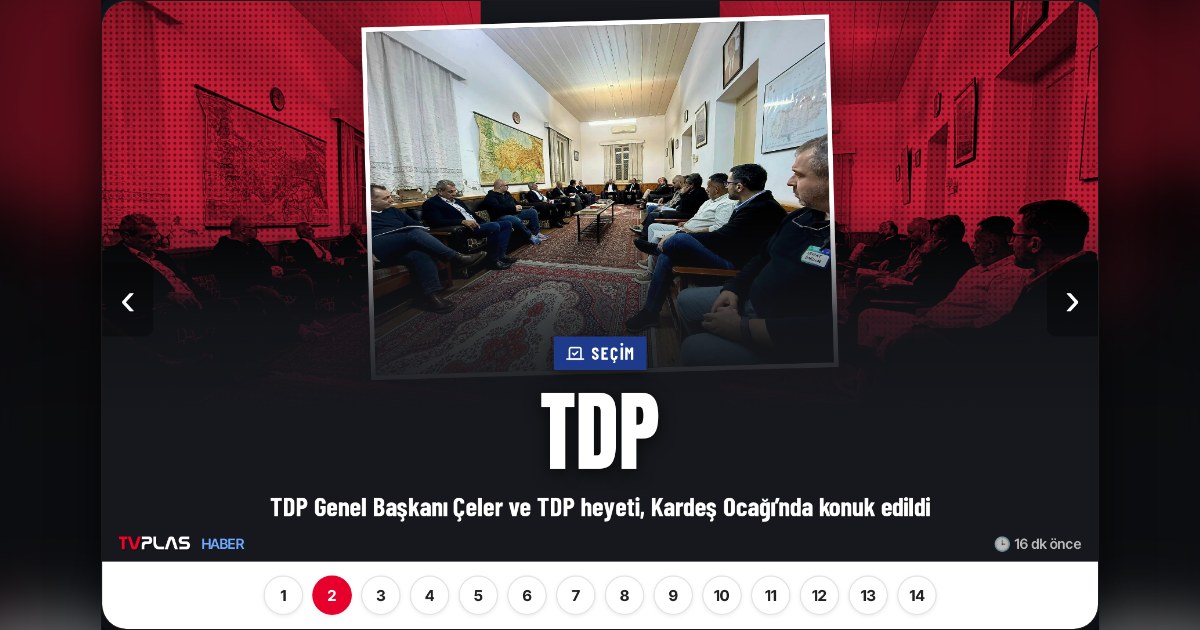 SEÇİM
TDP
TDP Genel Başkanı Çeler ve TDP heyeti, Kardeş Ocağı’nda konuk edildi
TVPLAS HABER
16 dk önce
1 2 3 4 5 6 7 8 9 10 11 12 13 14